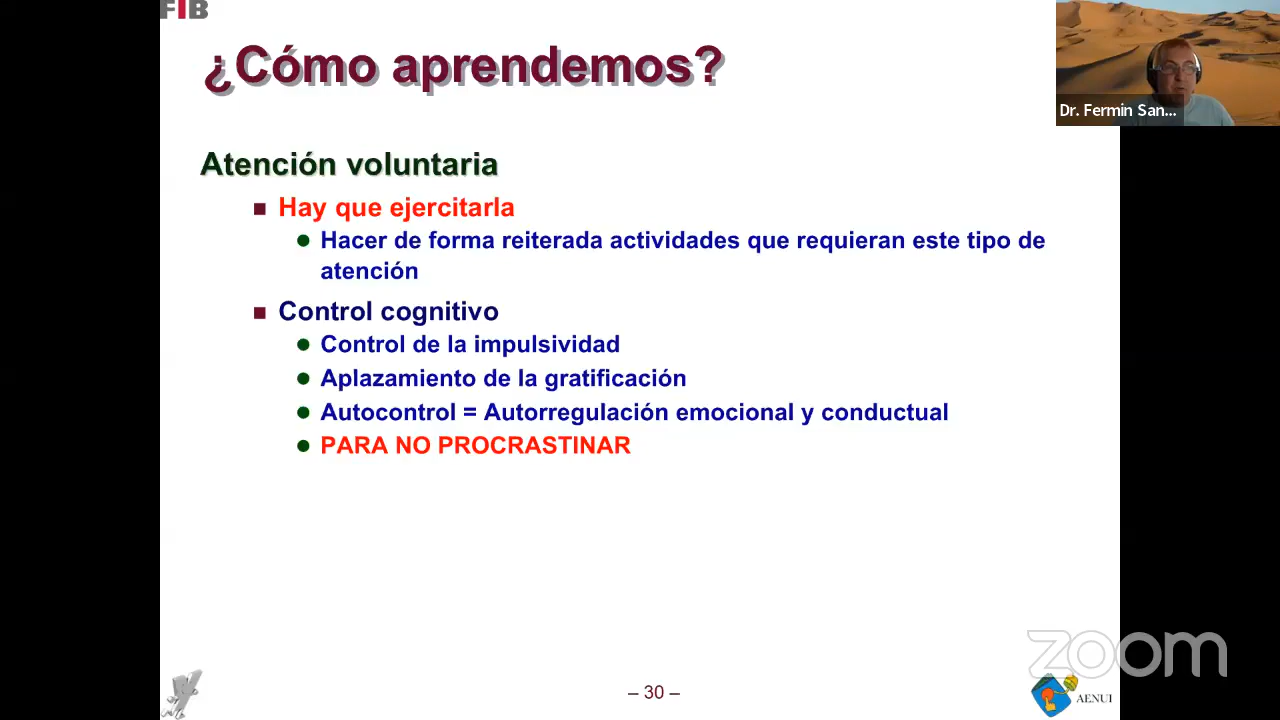 FIB
¿Cómo aprendemos?
Dr. Fermin San...
Atención voluntaria
Hay que ejercitarla
Hacer de forma reiterada actividades que requieran este tipo de
atención
Control cognitivo
Control de la impulsividad
Aplazamiento de la gratificación
Autocontrol = Autorregulación emocional y conductual
PARA NO PROCRASTINAR
zoom
– 30 –
AENUI